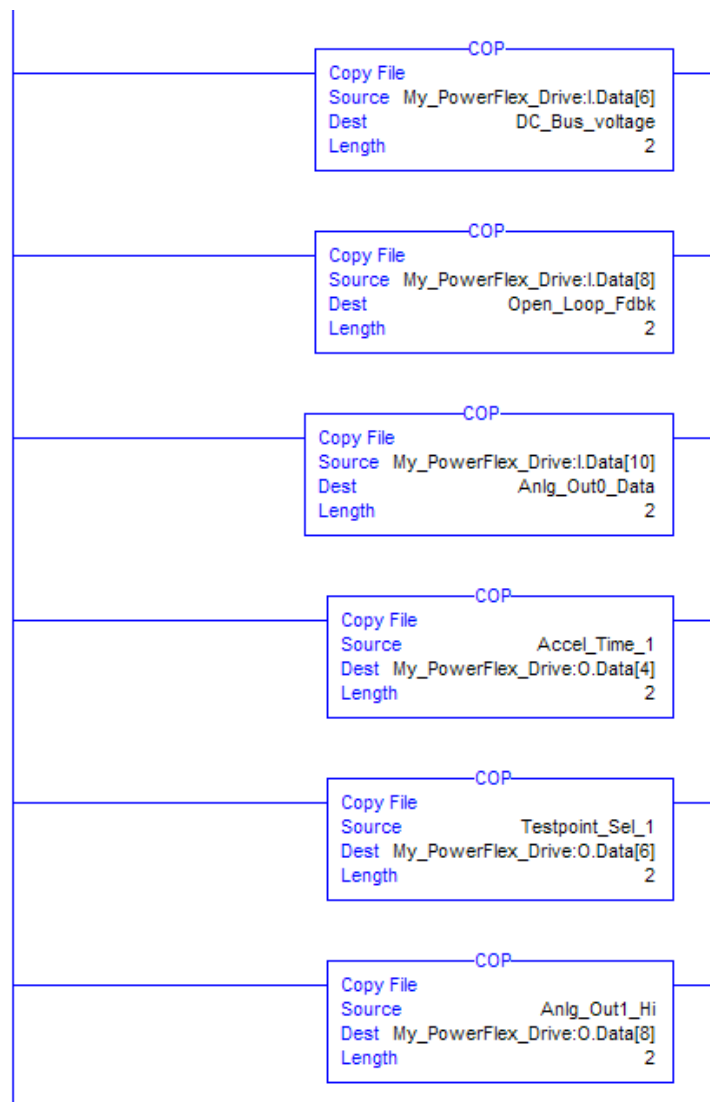 COP
Copy File
Source My_PowerFlex_Drive:I.Data[6]
Dest DC_Bus_voltage
Length 2
COP
Copy File
Source My_PowerFlex_Drive:I.Data[8]
Dest Open_Loop_Fdbk
Length 2
COP
Copy File
Source My_PowerFlex_Drive:I.Data[10]
Dest Anlg_Out0_Data
Length 2
COP
Copy File
Source Accel_Time_1
Dest My_PowerFlex_Drive:O.Data[4]
Length 2
COP
Copy File
Source Testpoint_Sel_1
Dest My_PowerFlex_Drive:O.Data[6]
Length 2
COP
Copy File
Source Anlg_Out1_Hi
Dest My_PowerFlex_Drive:O.Data[8]
Length 2